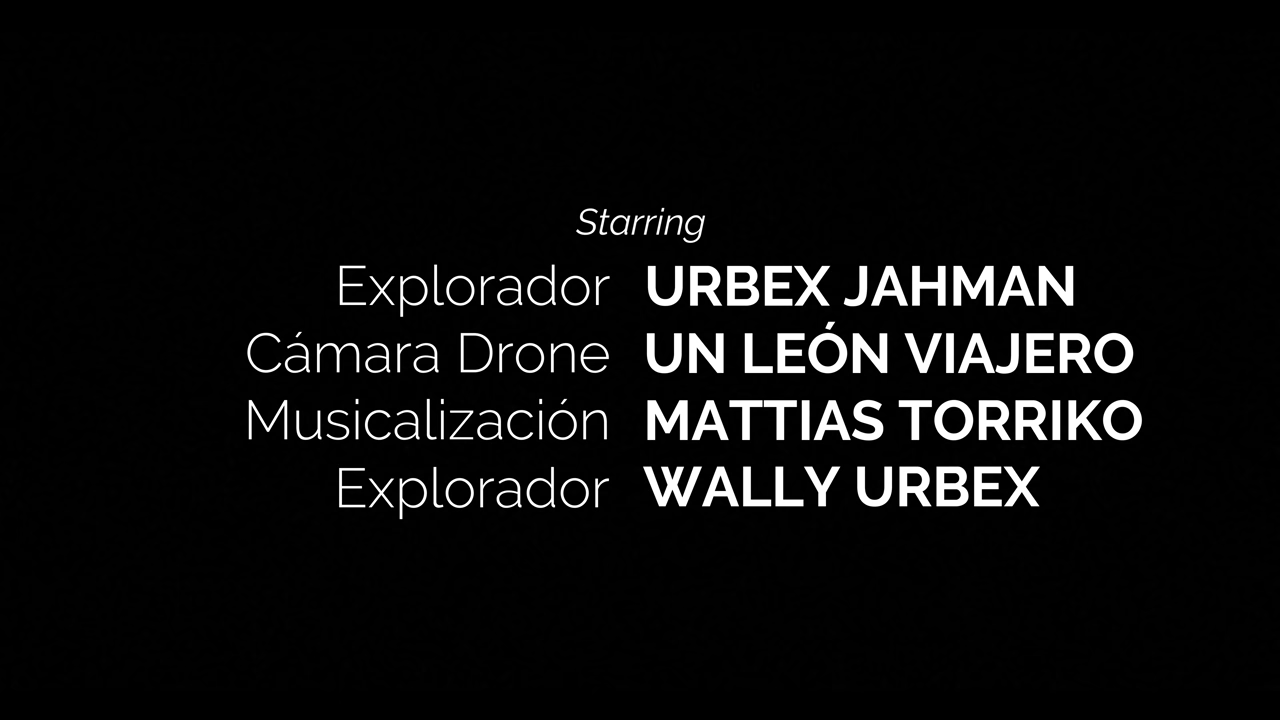 Starring
Explorador URBEX JAHMAN
Cámara Drone UN LEÓN VIAJERO
Musicalización MATTIAS TORRIKO
Explorador WALLY URBEX